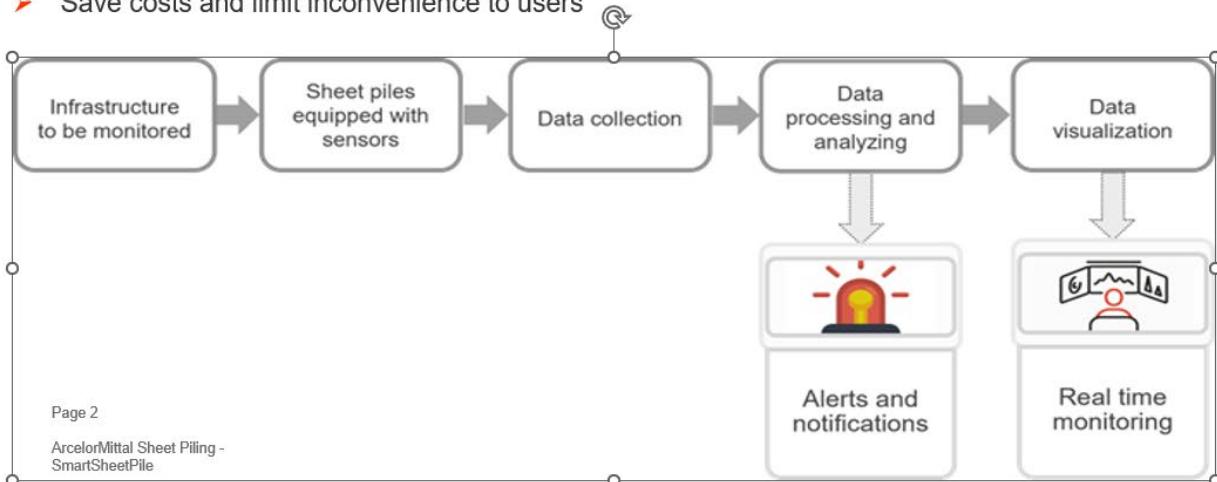 Save costs and limit inconvenience to users
Infrastructure
to be monitored
Sheet piles
equipped with
sensors
Data collection
Data
processing and
analyzing
Data
visualization
Alerts and
notifications
Real time
monitoring
Page 2
ArcelorMittal Sheet Piling -
SmartSheetPile